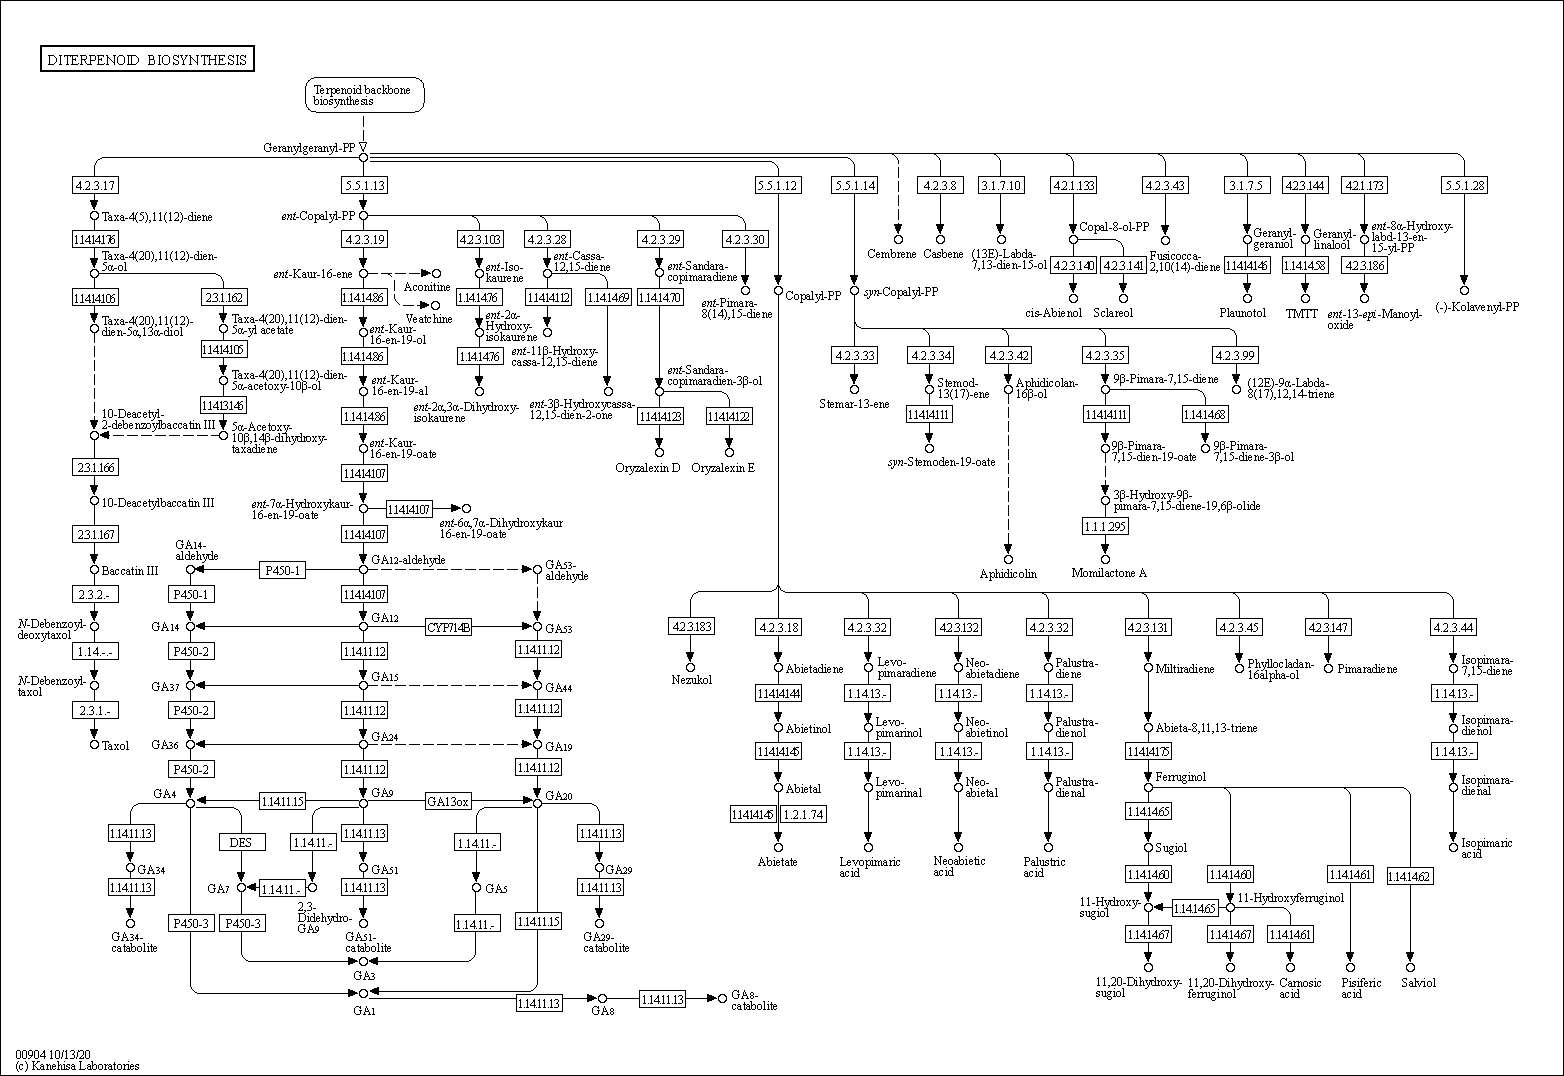 DITERPENOID BIOSYNTHESIS
Terpenoid backbone
biosynthesis
Geranylgeranyl-PP
4.2.3.17
5.5.1.13
5.5.1.12
5.5.1.14
4.2.3.8
3.1.7.10
4.2.1.133
4.2.3.43
3.1.7.5
4.2.3.144
4.2.1.173
5.5.1.28
Taxa-4(5),11(12)-diene
ent-Copalyl-PP
1.14.14.176
4.2.3.19
4.2.3.103
4.2.3.28
4.2.3.29
4.2.3.30
Cembrene
Casbene
(13E)-Labda-
7,13-dien-15-ol
Copal-8-ol-PP
4.2.3.140
4.2.3.141
cis-Abienol
Sclareol
Fusicocca-
2,10(14)-diene
Geranyl-
geraniol
1.14.14.146
Plaunotol
Geranyl-
linalool
1.14.14.58
TMTT
ent-8α-Hydroxy-
labd-13-en-
15-yl-PP
4.2.3.186
ent-13-epi-Manoyl-
oxide
(-)-Kolavenyl-PP
Taxa-4(20),11(12)-dien-
5α-ol
1.14.14.106
2.3.1.162
Taxa-4(20),11(12)-
dien-5α,13α-diol
Taxa-4(20),11(12)-dien-
5α-yl acetate
1.14.14.105
Taxa-4(20),11(12)-dien-
5α-acetoxy-10β-ol
1.14.13.146
10-Deacetyl-
2-debenzoylbaccatin III
5α-Acetoxy-
10β,14β-dihydroxy-
taxadiene
2.3.1.166
10-Deacetylbaccatin III
2.3.1.167
Baccatin III
2.3.2.-
N-Debenzoyl-
deoxytaxol
1.14.-.-
N-Debenzoyl-
taxol
2.3.1.-
Taxol
ent-Kaur-16-ene
Aconitine
Veatchine
1.14.14.86
ent-Kaur-
16-en-19-ol
1.14.14.86
ent-Kaur-
16-en-19-al
1.14.14.86
ent-Kaur-
16-en-19-oate
1.14.14.107
ent-7α-Hydroxykaur-
16-en-19-oate
1.14.14.107
ent-6α,7α-Dihydroxykaur
16-en-19-oate
1.14.14.107
ent-Iso-
kaurene
1.14.14.76
ent-2α-
Hydroxy-
isokaurene
1.14.14.76
ent-2α,3α-Dihydroxy-
isokaurene
ent-Cassa-
12,15-diene
1.14.14.112
1.14.14.69
ent-11β-Hydroxy-
cassa-12,15-diene
ent-3β-Hydroxycassa-
12,15-dien-2-one
ent-Sandara-
copimaradiene
1.14.14.70
ent-Sandara-
copimaradien-3β-ol
1.14.14.123
1.14.14.122
Oryzalexin D
Oryzalexin E
ent-Pimara-
8(14),15-diene
Copalyl-PP
syn-Copalyl-PP
4.2.3.33
4.2.3.34
4.2.3.42
4.2.3.35
4.2.3.99
Stemar-13-ene
Stemod-
13(17)-ene
1.14.14.111
syn-Stemoden-19-oate
Aphidicolan-
16β-ol
Aphidicolin
9β-Pimara-7,15-diene
1.14.14.111
1.14.14.68
9β-Pimara-
7,15-dien-19-oate
9β-Pimara-
7,15-diene-3β-ol
3β-Hydroxy-9β-
pimara-7,15-diene-19,6β-olide
1.1.1.295
Momilactone A
(12E)-9α-Labda-
8(17),12,14-triene
GA14-
aldehyde
P450-1
GA12-aldehyde
GA53-
aldehyde
P450-1
1.14.14.107
GA14
GA12
CYP714B
GA53
P450-2
1.14.11.12
1.14.11.12
GA37
GA15
GA44
P450-2
1.14.11.12
1.14.11.12
GA36
GA24
GA19
P450-2
1.14.11.12
1.14.11.12
GA4
1.14.11.15
GA9
GA13ox
GA20
1.14.11.13
DES
1.14.11.-
1.14.11.13
1.14.11.-
1.14.11.13
GA34
GA51
GA29
1.14.11.13
GA7
1.14.11.-
1.14.11.13
GA5
1.14.11.13
2,3-
Didehydro-
GA9
P450-3
P450-3
1.14.11.-
1.14.11.15
GA34-
catabolite
GA51-
catabolite
GA29-
catabolite
GA3
GA1
1.14.11.13
GA8
1.14.11.13
GA8-
catabolite
4.2.3.183
4.2.3.18
4.2.3.32
4.2.3.132
4.2.3.32
4.2.3.131
4.2.3.45
4.2.3.147
4.2.3.44
Nezukol
Abietadiene
1.14.14.144
Abietinol
1.14.14.145
Abietal
1.14.14.145
1.2.1.74
Abietate
Levo-
pimaradiene
1.14.13.-
Levo-
pimarinol
1.14.13.-
Levo-
pimarinal
Levopimaric
acid
Neo-
abietadiene
1.14.13.-
Neo-
abietinol
1.14.13.-
Neo-
abietal
Neoabietic
acid
Palustra-
diene
1.14.13.-
Palustra-
dienol
1.14.13.-
Palustra-
dienal
Palustric
acid
Miltiradiene
Abieta-8,11,13-triene
1.14.14.175
Ferruginol
1.14.14.65
Sugiol
1.14.14.60
1.14.14.60
1.14.14.61
1.14.14.62
11-Hydroxy-
sugiol
1.14.14.65
11-Hydroxyferruginol
1.14.14.67
1.14.14.67
1.14.14.61
11,20-Dihydroxy-
sugiol
11,20-Dihydroxy-
ferruginol
Carnosic
acid
Pisiferic
acid
Salviol
Phyllocladan-
16alpha-ol
Pimaradiene
Isopimara-
7,15-diene
1.14.13.-
Isopimara-
dienol
1.14.13.-
Isopimara-
dienal
Isopimaric
acid
00904 10/13/20
(c) Kanehisa Laboratories